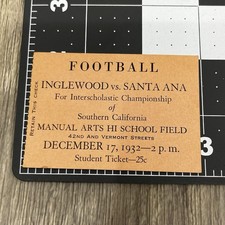 FOOTBALL
INGLEWOOD vs. SANTA ANA
For Interscholastic Championship
of
Southern California
MANUAL ARTS HI SCHOOL FIELD
42ND AND VERMONT STREETS
DECEMBER 17, 1932—2 p. m.
Student Ticket—25c
RETAIN THIS CHECK
3
3